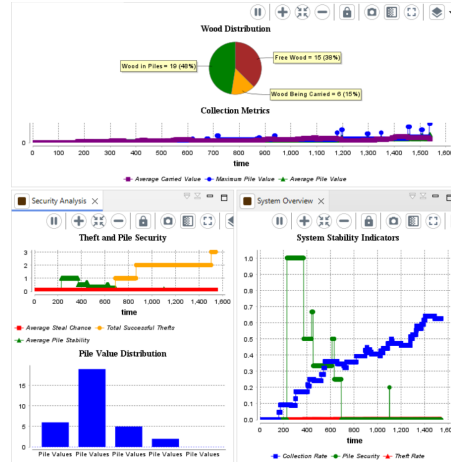 Wood Distribution
Free Wood = 15 (38%)
Wood in Piles = 19 (48%)
Wood Being Carried = 6 (15%)
Collection Metrics
0
0 100 200 300 400 500 600 700 800 900 1,000 1,100 1,200 1,300 1,400 1,500 1,600
time
Average Carried Value Maximum Pile Value Average Pile Value
Security Analysis
Theft and Pile Security
3
2
1
0
0 200 400 600 800 1,000 1,200 1,400 1,600
time
Average Steal Chance Total Successful Thefts
Average Pile Stability
Pile Value Distribution
15
10
5
0
Pile Values Pile Values Pile Values Pile Values Pile Values
System Overview
System Stability Indicators
1.0
0.9
0.8
0.7
0.6
0.5
0.4
0.3
0.2
0.1
0.0
0 200 400 600 800 1,000 1,200 1,400 1,600
time
Collection Rate Pile Security Theft Rate